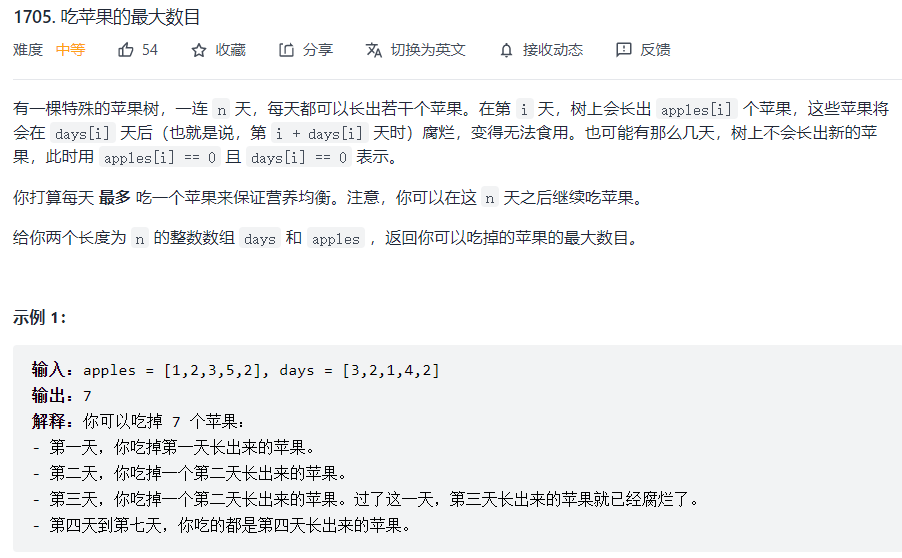 1705. 吃苹果的最大数目
难度 中等 54 收藏 分享 切换为英文 接收动态 反馈
有一棵特殊的苹果树，一连 n 天，每天都可以长出若干个苹果。在第 i 天，树上会长出 apples[i] 个苹果，这些苹果将
会在 days[i] 天后（也就是说，第 i + days[i] 天时）腐烂，变得无法食用。也可能有那么几天，树上不会长出新的苹
果，此时用 apples[i] == 0 且 days[i] == 0 表示。
你打算每天 最多 吃一个苹果来保证营养均衡。注意，你可以在这 n 天之后继续吃苹果。
给你两个长度为 n 的整数数组 days 和 apples ，返回你可以吃掉的苹果的最大数目。
示例 1：
输入：apples = [1,2,3,5,2], days = [3,2,1,4,2]
输出：7
解释：你可以吃掉 7 个苹果：
- 第一天，你吃掉第一天长出来的苹果。
- 第二天，你吃掉一个第二天长出来的苹果。
- 第三天，你吃掉一个第二天长出来的苹果。过了这一天，第三天长出来的苹果就已经腐烂了。
- 第四天到第七天，你吃的都是第四天长出来的苹果。